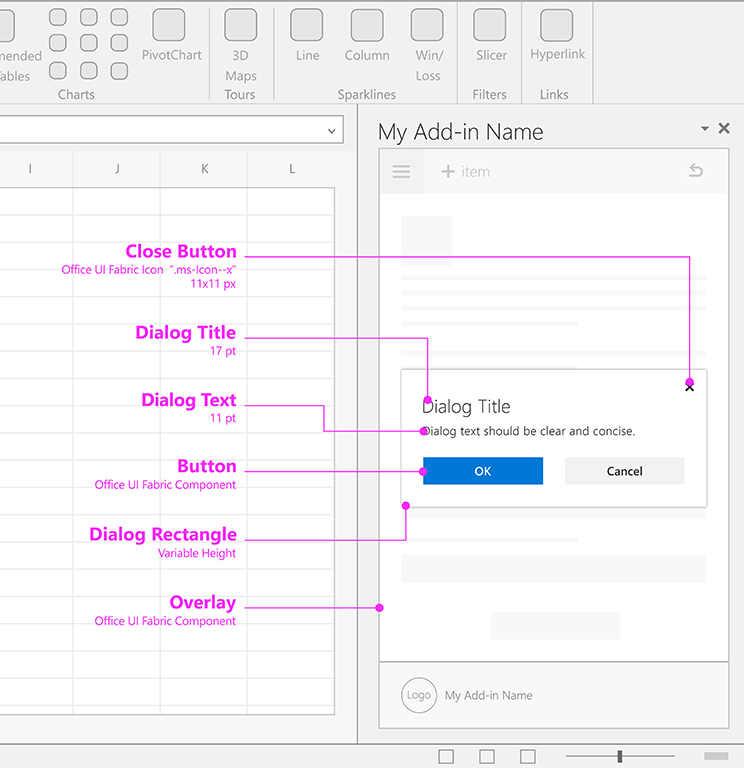 mended
Tables
PivotChart
3D
Maps
Line
Column
Win/
Loss
Slicer
Hyperlink
Charts
Tours
Sparklines
Filters
Links
My Add-in Name
I
J
K
L
item
Close Button
Office UI Fabric Icon ".ms-Icon--x"
11x11 px
Dialog Title
17 pt
Dialog Text
11 pt
Button
Office UI Fabric Component
Dialog Rectangle
Variable Height
Overlay
Office UI Fabric Component
Dialog Title
Dialog text should be clear and concise.
OK
Cancel
Logo
My Add-in Name